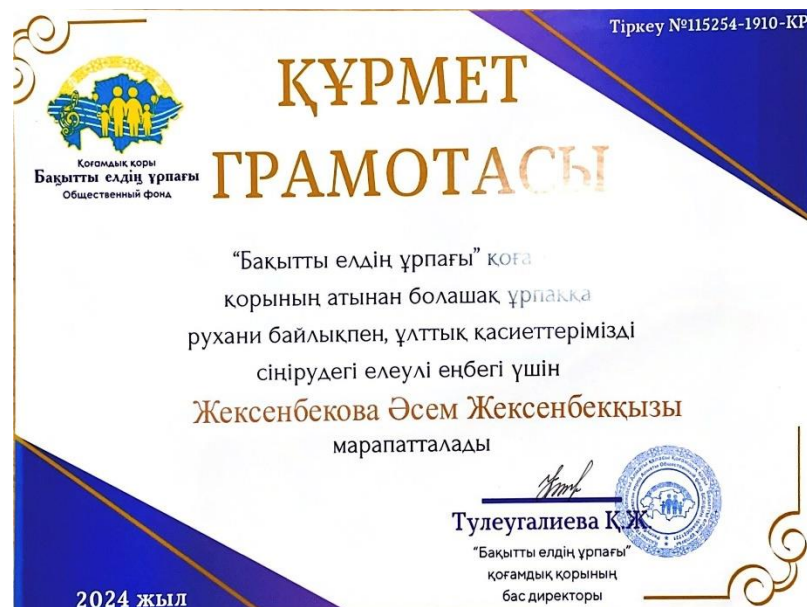 Тіркеу №115254-1910-КР
Қоғамдық қоры
Бақытты елдің ұрпағы
Общественный фонд
ҚҰРМЕТ
ГРАМОТАСЫ
"Бақытты елдің ұрпағы"
қорының атынан болашақ ұрпаққа
рухани байлықпен, ұлттық қасиеттерімізді
сіңірудегі елеулі еңбегі үшін
Жексенбекова Әсем Жексенбекқызы
марапатталады
Тулеугалиева Қ.Ж.
"Бақытты елдің ұрпағы"
қоғамдық қорының
бас директоры
2024 жыл